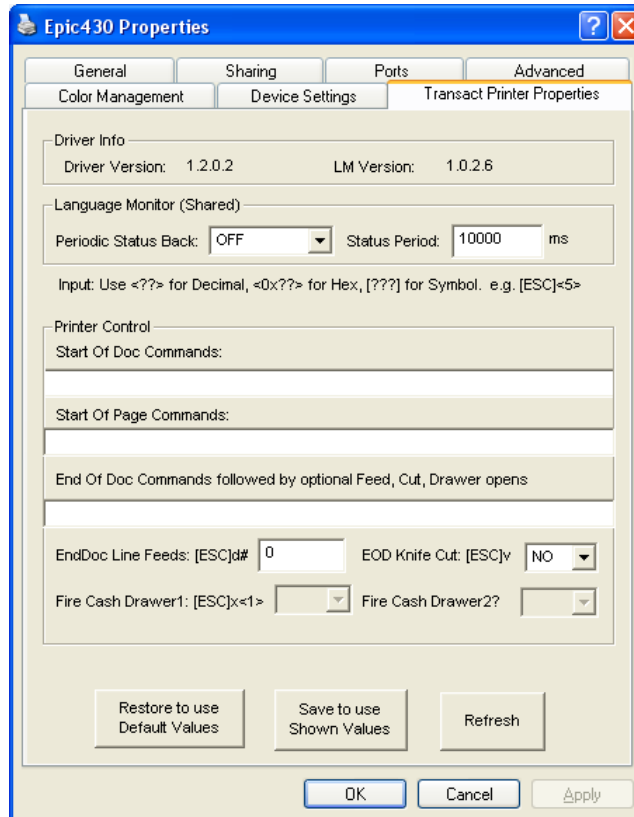 Epic430 Properties
General Sharing Ports Advanced
Color Management Device Settings Transact Printer Properties
Driver Info
Driver Version: 1.2.0.2 LM Version: 1.0.2.6
Language Monitor (Shared)
Periodic Status Back: OFF Status Period: 10000 ms
Input: Use <??> for Decimal, <0x??> for Hex, [???] for Symbol. e.g. [ESC]<5>
Printer Control
Start Of Doc Commands:
Start Of Page Commands:
End Of Doc Commands followed by optional Feed, Cut, Drawer opens
EndDoc Line Feeds: [ESC]d# 0 EOD Knife Cut: [ESC]v NO
Fire Cash Drawer1: [ESC]x<1> Fire Cash Drawer2?
Restore to use
Default Values
Save to use
Shown Values
Refresh
OK Cancel Apply